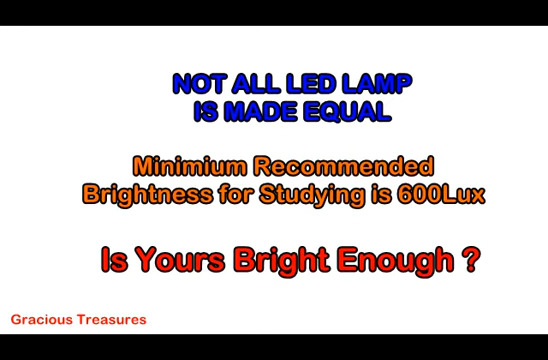 NOT ALL LED LAMP
IS MADE EQUAL
Minimium Recommended
Brightness for Studying is 600Lux
Is Yours Bright Enough ?
Gracious Treasures